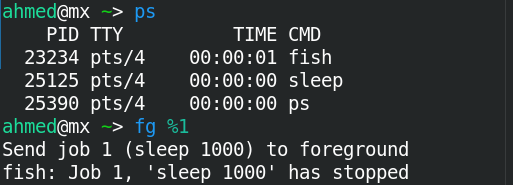 ahmed@mx ~> ps
    PID TTY          TIME CMD
  23234 pts/4    00:00:01 fish
  25125 pts/4    00:00:00 sleep
  25390 pts/4    00:00:00 ps
ahmed@mx ~> fg %1
Send job 1 (sleep 1000) to foreground
fish: Job 1, 'sleep 1000' has stopped